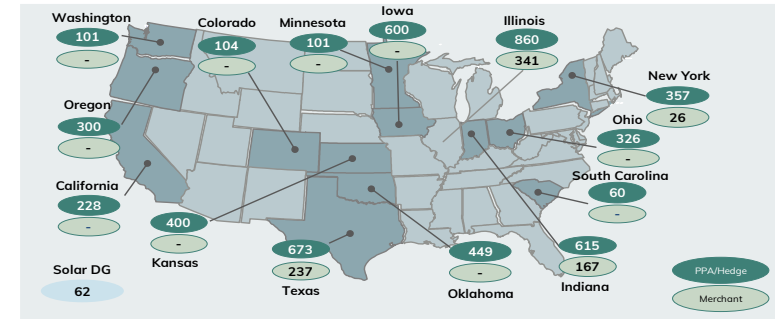 Washington
101
-
Colorado
104
-
Minnesota
101
-
Iowa
600
-
Illinois
860
341
New York
357
26
Oregon
300
-
Ohio
326
-
California
228
-
South Carolina
60
-
400
-
Kansas
673
237
Texas
449
-
Oklahoma
615
167
Indiana
Solar DG
62
PPA/Hedge
Merchant